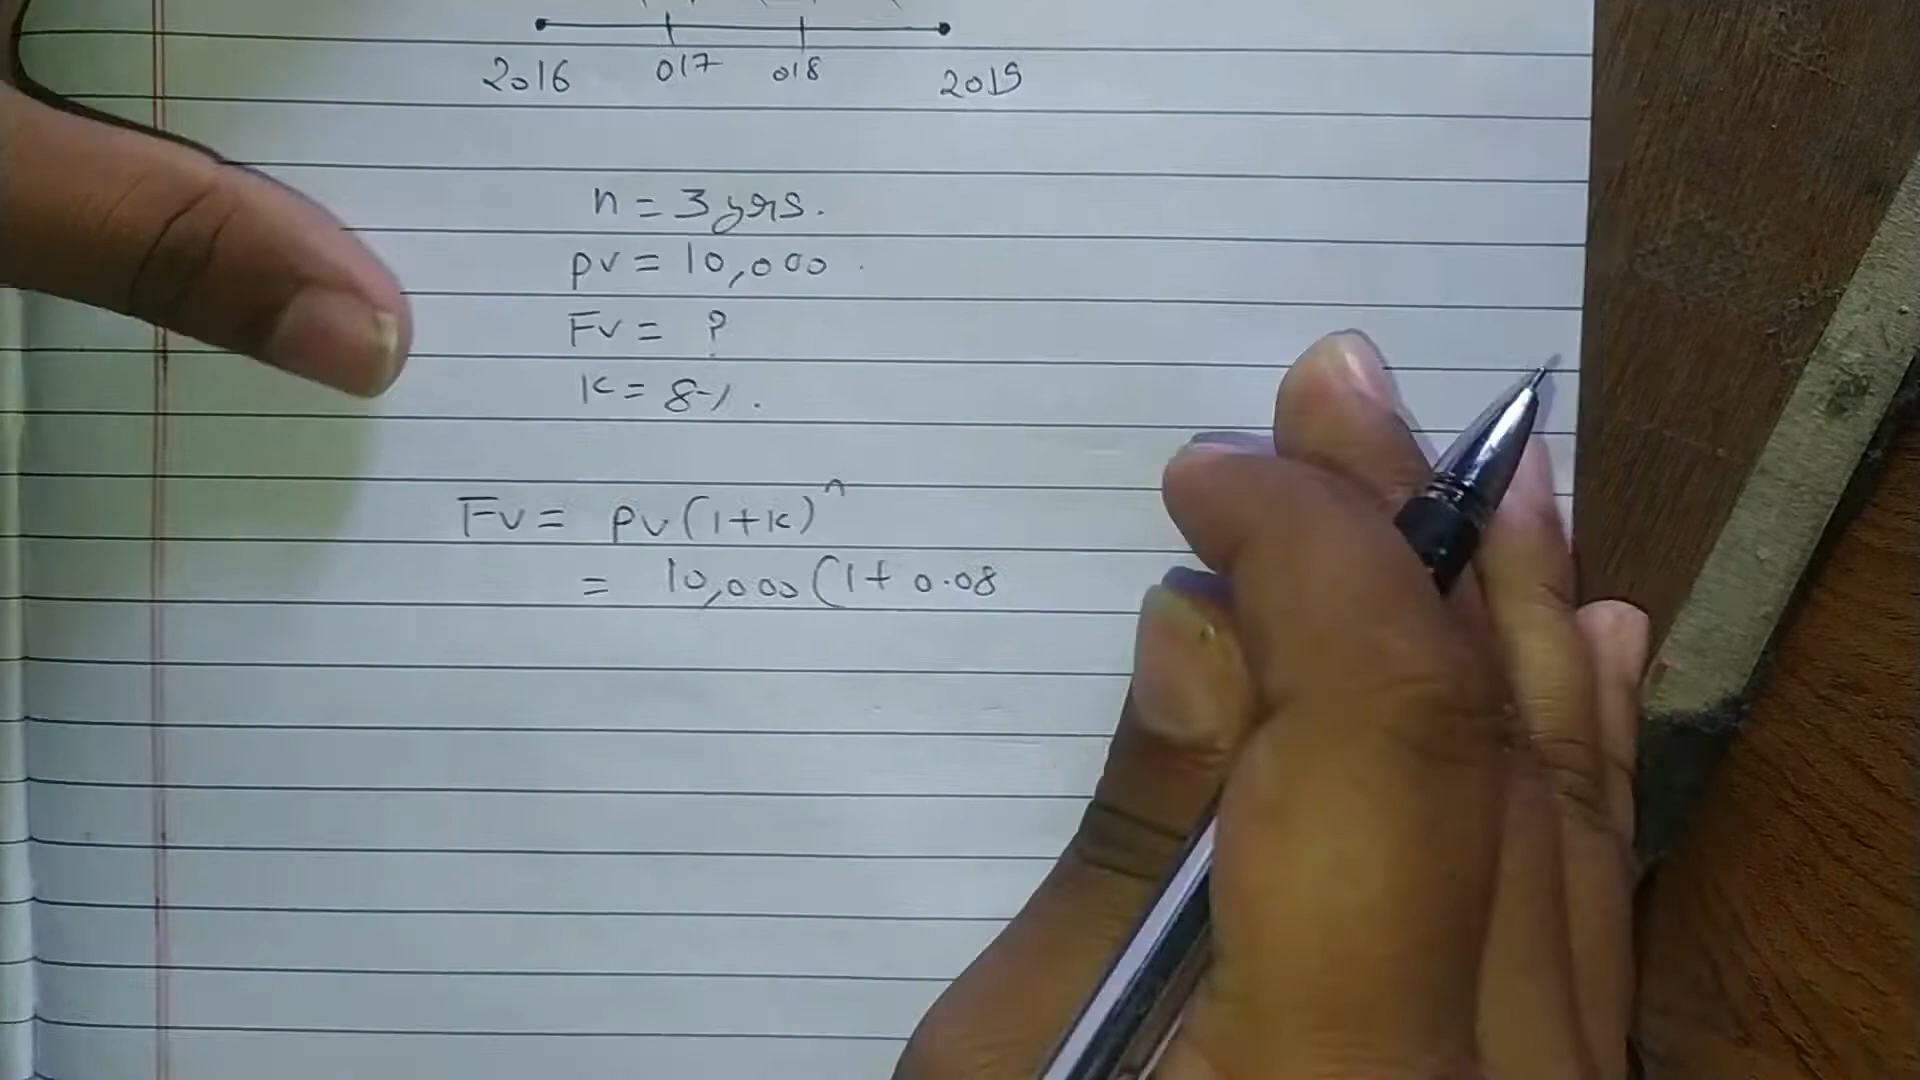 2016 017 018 2019
n = 3 yrs.
PV = 10,000
FV = ?
K = 8%.
FV = PV(1+K)^n
= 10,000 (1 + 0.08